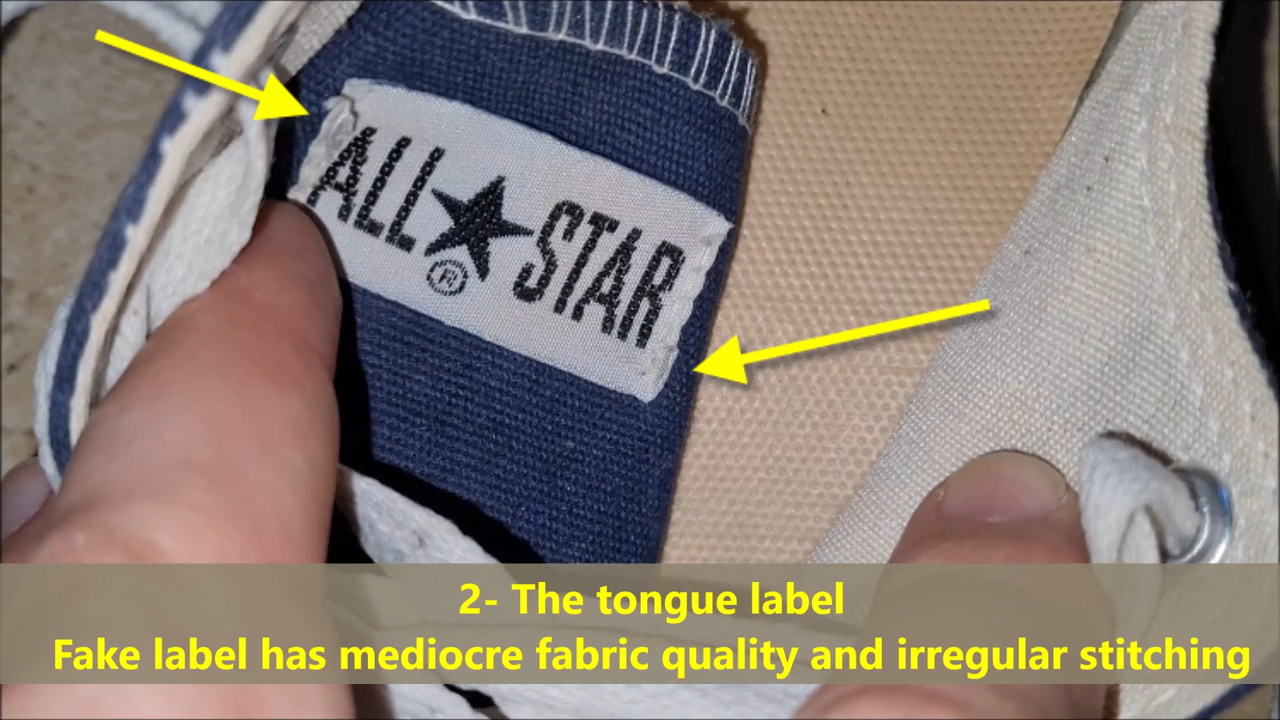 ALL★STAR
®
2- The tongue label
Fake label has mediocre fabric quality and irregular stitching